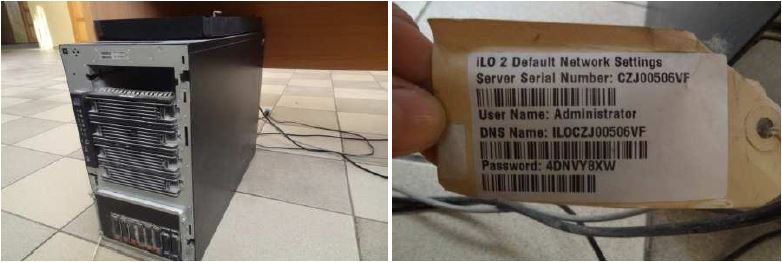 iLO 2 Default Network Settings
Server Serial Number: CZJ00506VF
User Name: Administrator
DNS Name: ILOCZJ00506VF
Password: 4DNVY8XW